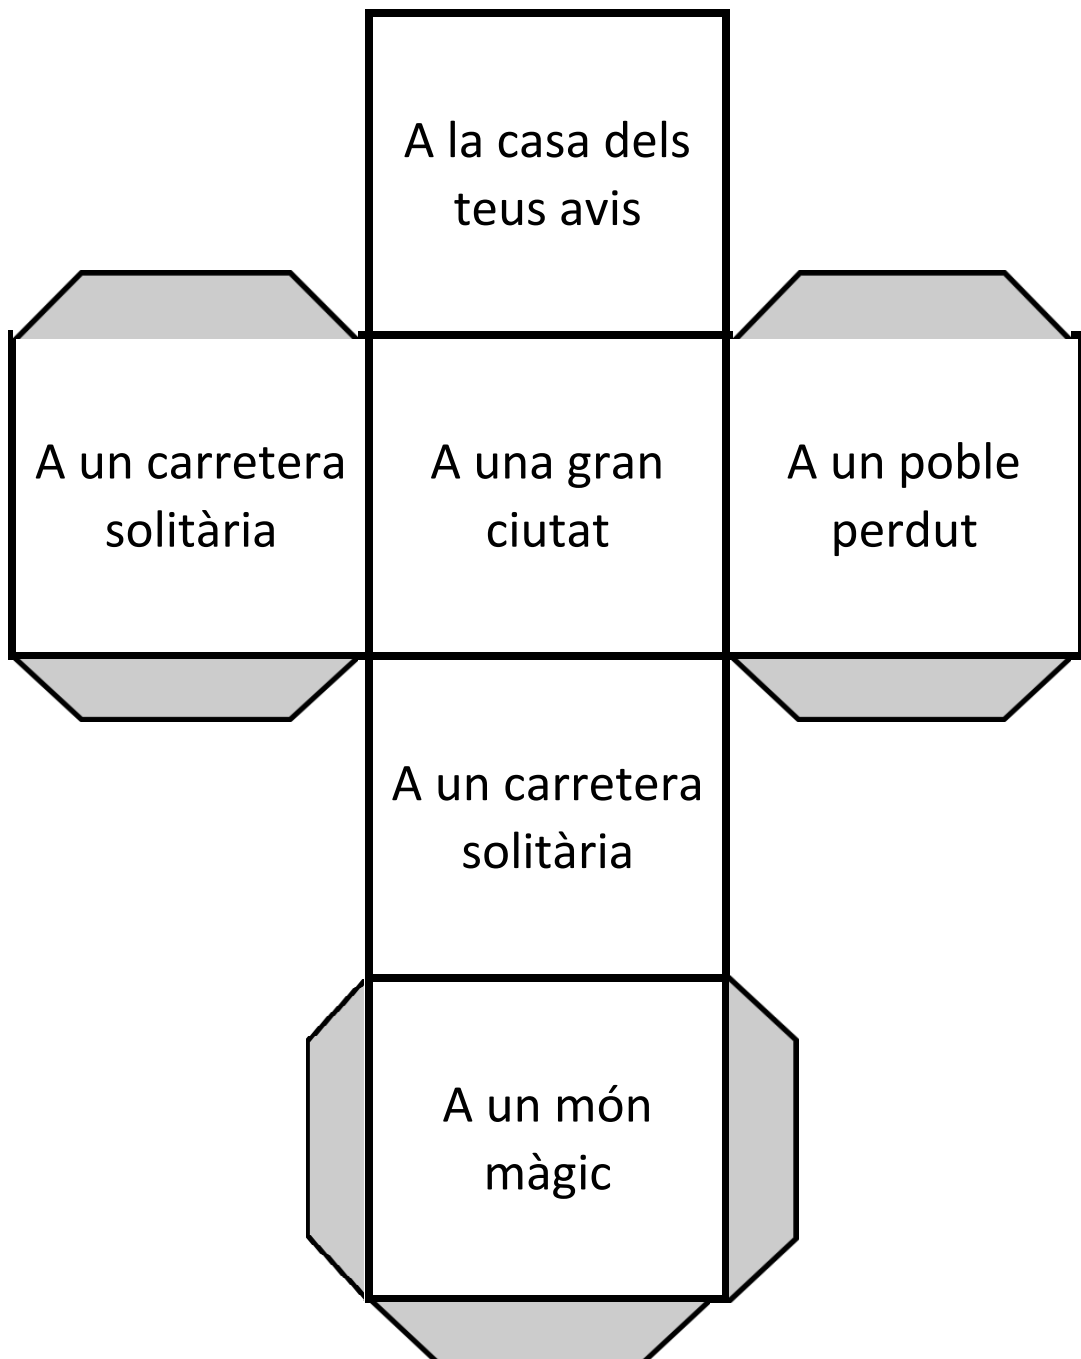 A la casa dels
teus avis
A un carretera
solitària
A una gran
ciutat
A un poble
perdut
A un carretera
solitària
A un món
màgic